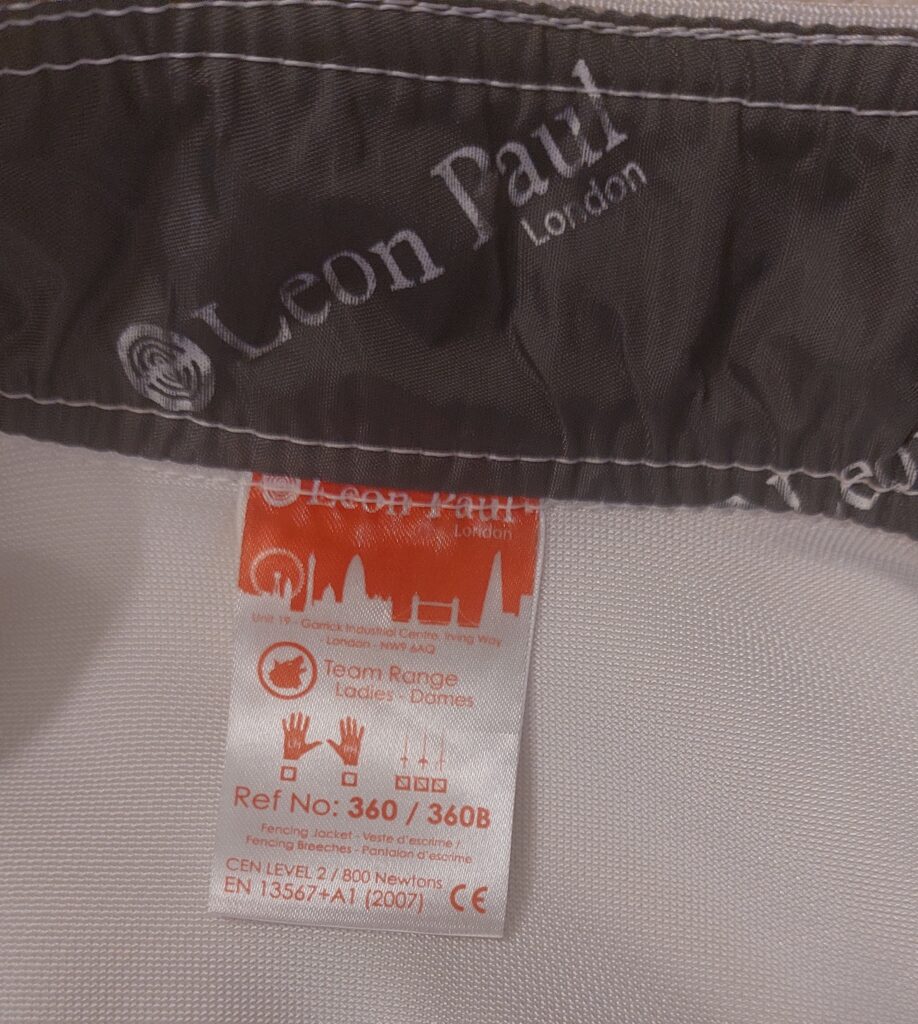 Leon Paul
London
Leon Paul
London
Unit 19 - Garrick Industrial Centre, Irving Way
London - NW9 6AQ
Team Range
Ladies - Dames
LH RH
Ref No: 360 / 360B
Fencing Jacket - Veste d'escrime /
Fencing Breeches - Pantalon d'escrime
CEN LEVEL 2 / 800 Newtons
EN 13567+A1 (2007) CE